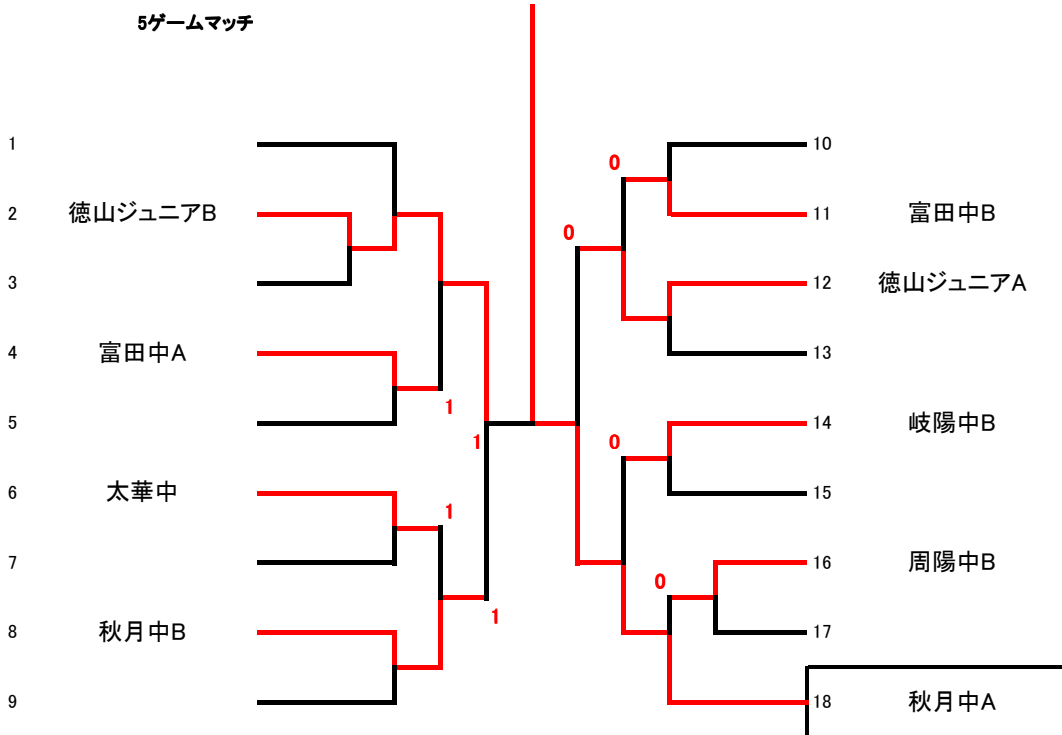 5ゲームマッチ
1
2 徳山ジュニアB
3
4 富田中A
5
6 太華中
7
8 秋月中B
9
1
1
1
1
0
0
0
0
10
11 富田中B
12 徳山ジュニアA
13
14 岐陽中B
15
16 周陽中B
17
18 秋月中A